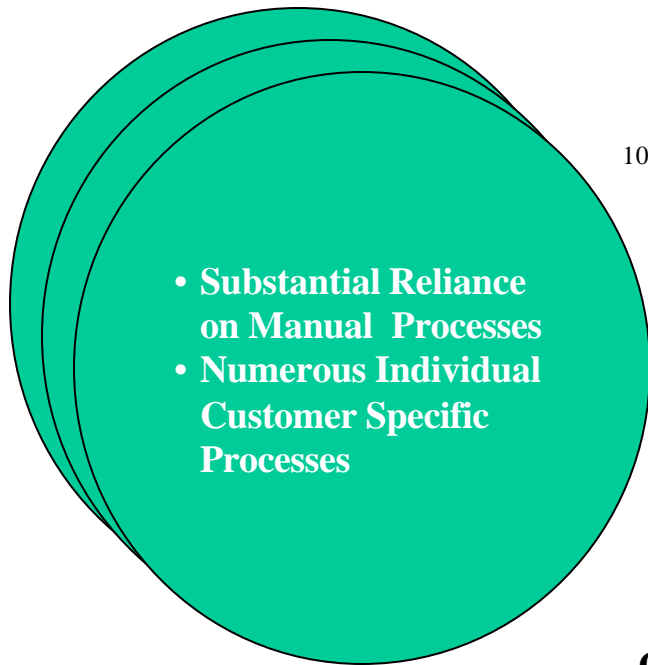 10
• Substantial Reliance
on Manual Processes
• Numerous Individual
Customer Specific
Processes